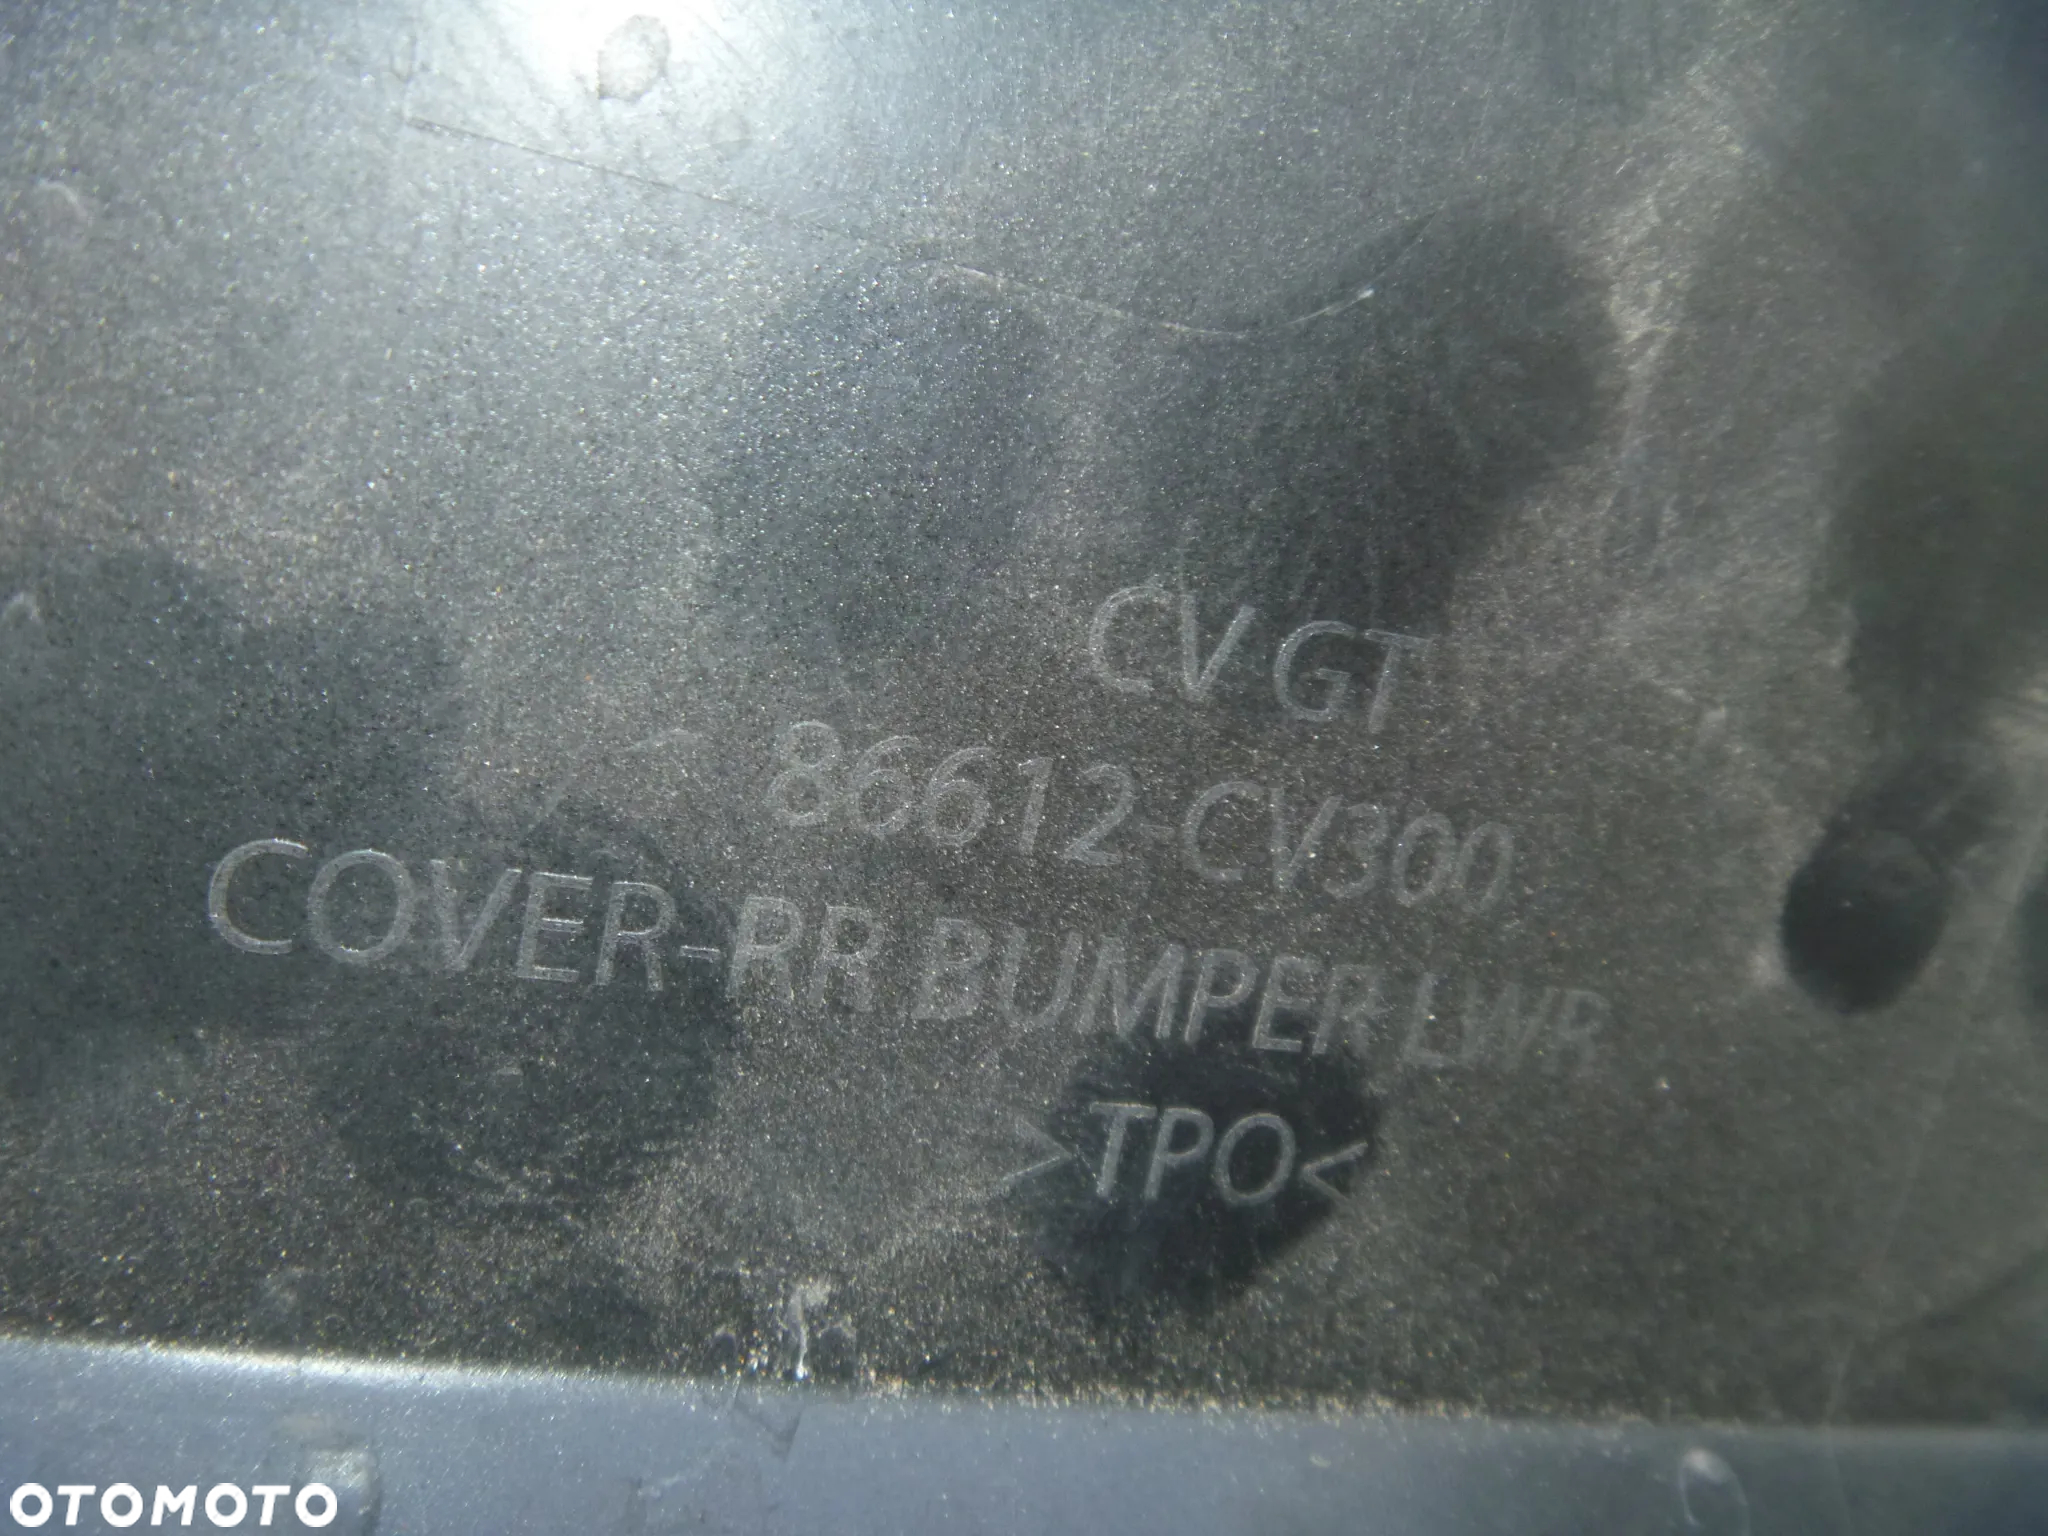 CV GT
86612-CV300
COVER-RR BUMPER LWR
>TPO<
OTOMOTO